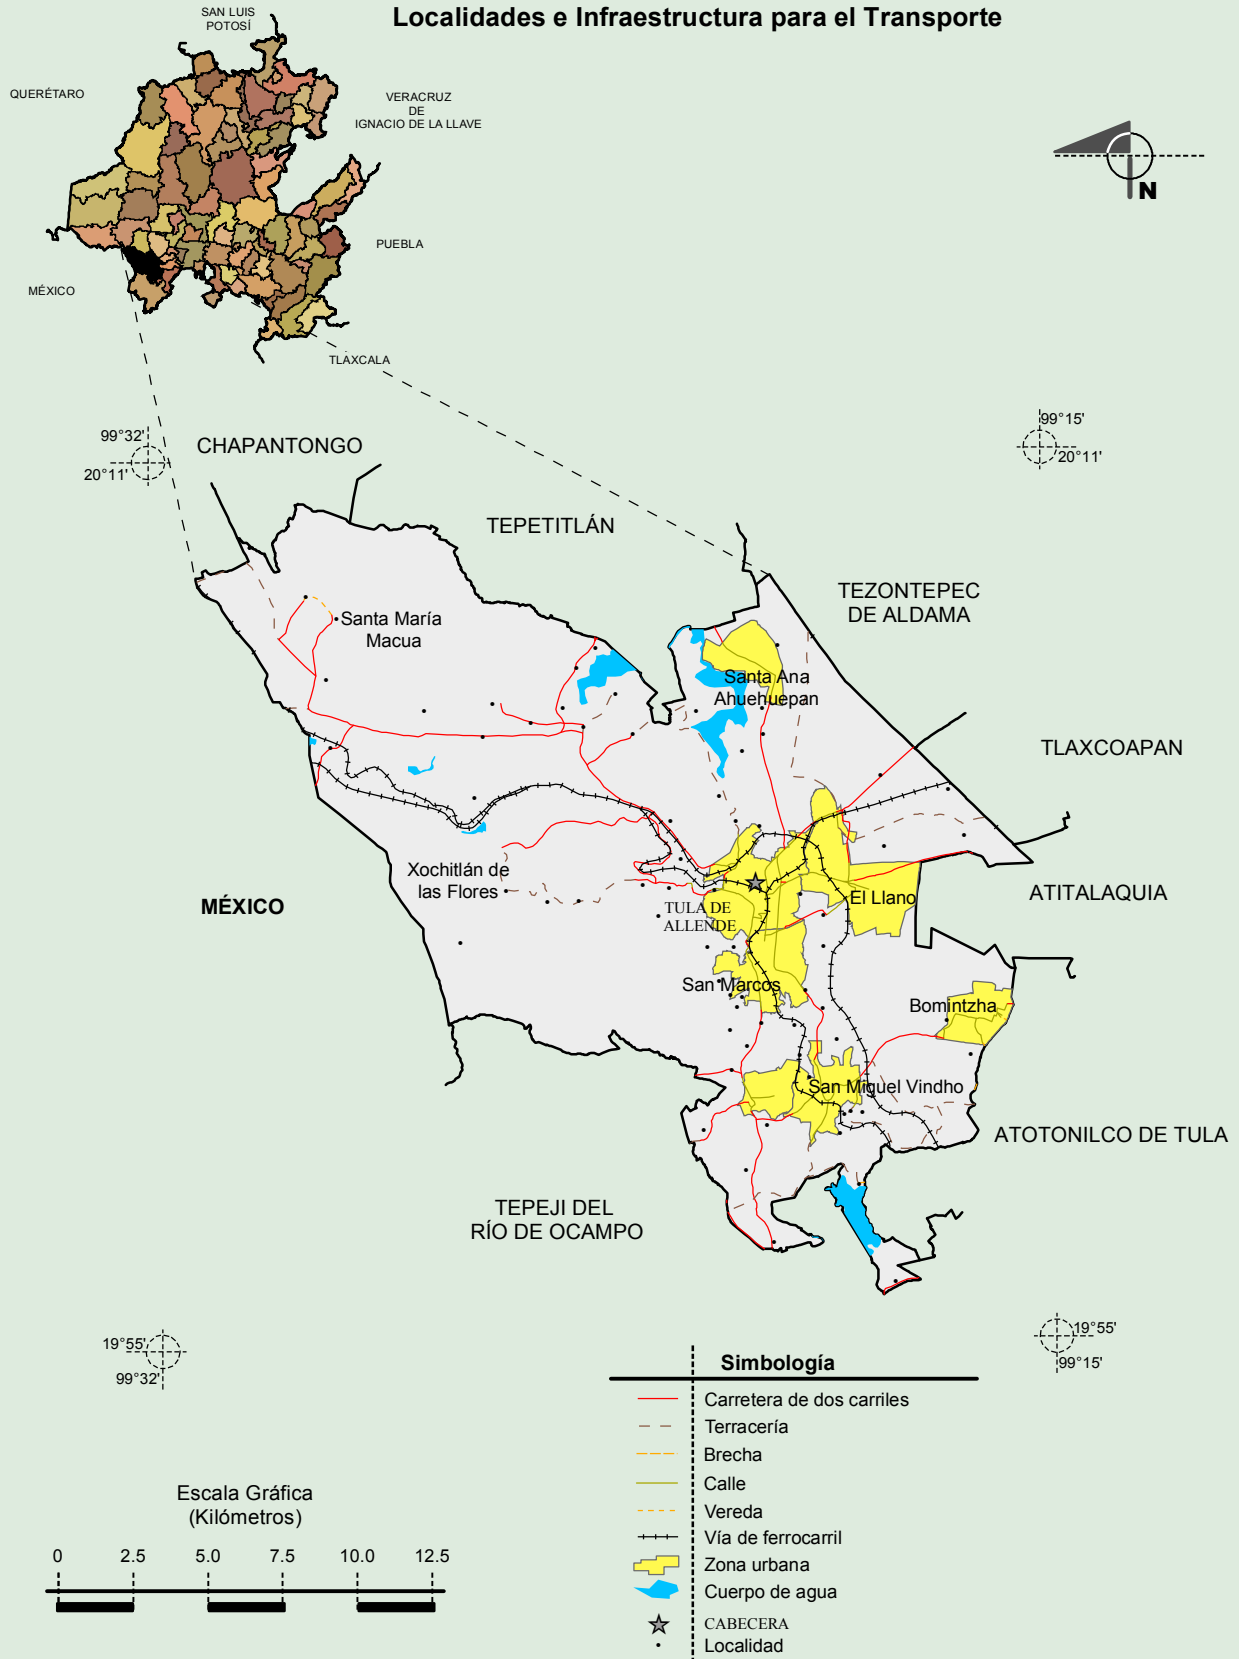 Localidades e Infraestructura para el Transporte
SAN LUIS
POTOSÍ
QUERÉTARO
VERACRUZ
DE
IGNACIO DE LA LLAVE
PUEBLA
MÉXICO
TLAXCALA
N
99°32'
20°11'
99°15'
20°11'
CHAPANTONGO
TEPETITLÁN
TEZONTEPEC
DE ALDAMA
Santa María
Macua
Santa Ana
Ahuehuepan
TLAXCOAPAN
Xochitlán de
las Flores
MÉXICO
El Llano
ATITALAQUIA
TULA DE
ALLENDE
San Marcos
Bomintzha
San Miguel Vindho
ATOTONILCO DE TULA
TEPEJI DEL
RÍO DE OCAMPO
19°55'
99°32'
19°55'
99°15'
Simbología
Carretera de dos carriles
Terracería
Brecha
Calle
Vereda
Vía de ferrocarril
Zona urbana
Cuerpo de agua
CABECERA
Localidad
Escala Gráfica
(Kilómetros)
0 2.5 5.0 7.5 10.0 12.5